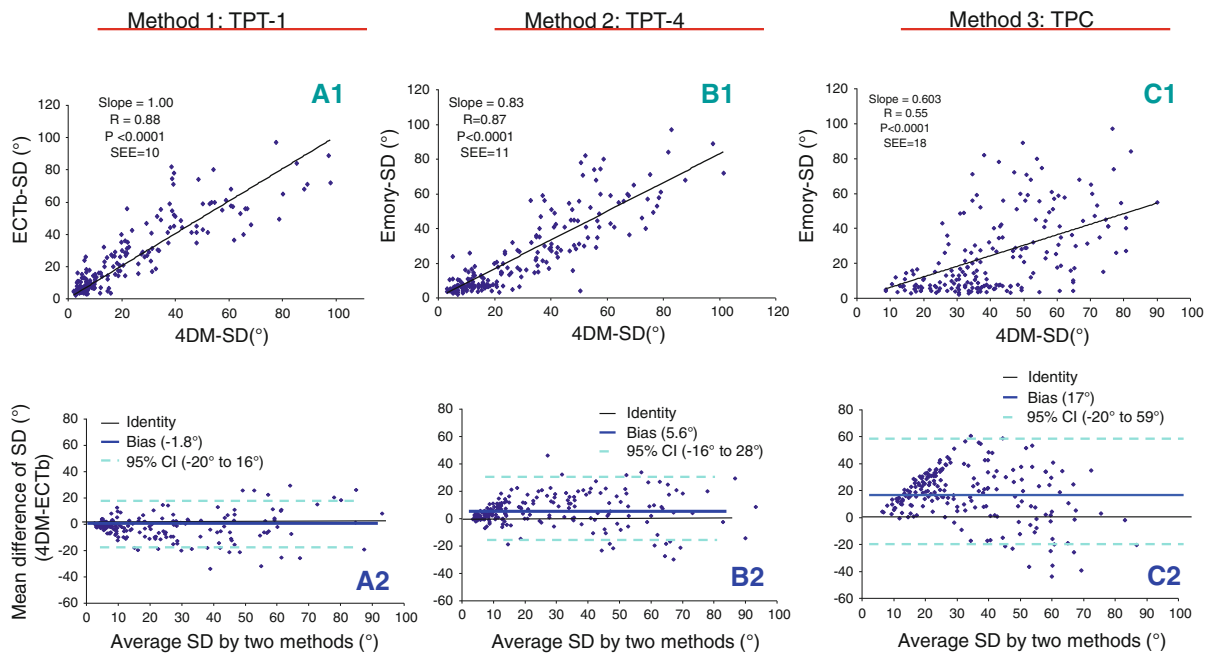 Method 1: TPT-1
Method 2: TPT-4
Method 3: TPC
A1
Slope = 1.00
R = 0.88
P <0.0001
SEE=10
ECTb-SD (°)
120
100
80
60
40
20
0
0 20 40 60 80 100
4DM-SD(°)
B1
Slope = 0.83
R=0.87
P<0.0001
SEE=11
Emory-SD (°)
120
100
80
60
40
20
0
0 20 40 60 80 100 120
4DM-SD(°)
C1
Slope = 0.603
R = 0.55
P<0.0001
SEE=18
Emory-SD(°)
120
100
80
60
40
20
0
0 10 20 30 40 50 60 70 80 90 100
4DM-SD(°)
Mean difference of SD (°)
(4DM-ECTb)
80
60
40
20
0
-20
-40
-60
Identity
Bias (-1.8°)
95% CI (-20° to 16°)
A2
0 10 20 30 40 50 60 70 80 90 100
Average SD by two methods (°)
80
60
40
20
0
-20
-40
-60
Identity
Bias (5.6°)
95% CI (-16° to 28°)
B2
0 10 20 30 40 50 60 70 80 90 100
Average SD by two methods (°)
Identity
Bias (17°)
95% CI (-20° to 59°)
80
60
40
20
0
-20
-40
-60
C2
0 10 20 30 40 50 60 70 80 90 100
Average SD by two methods (°)